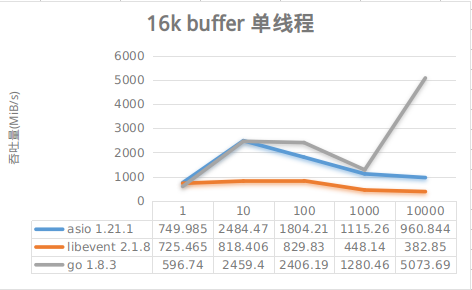 16k buffer 单线程
吞吐量(MiB/s)
6000
5000
4000
3000
2000
1000
0
1 10 100 1000 10000
asio 1.21.1 749.985 2484.47 1804.21 1115.26 960.844
libevent 2.1.8 725.465 818.406 829.83 448.14 382.85
go 1.8.3 596.74 2459.4 2406.19 1280.46 5073.69